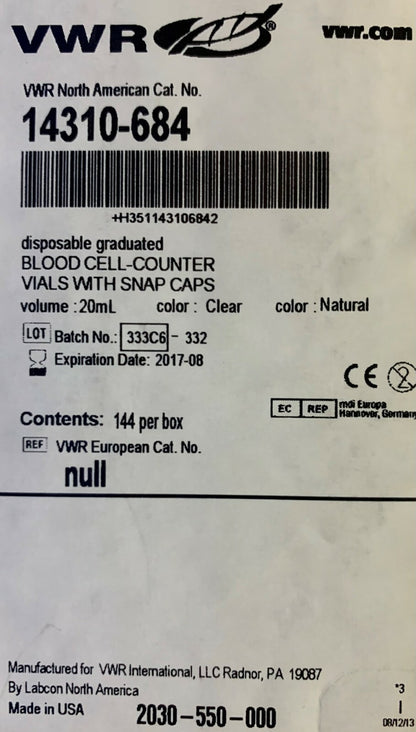 VWR ®
vwr.com
VWR North American Cat. No.
14310-684
+H351143106842
disposable graduated
BLOOD CELL-COUNTER
VIALS WITH SNAP CAPS
volume : 20mL color : Clear color : Natural
LOT Batch No.: 333C6 - 332
Expiration Date: 2017-08
CE 2
EC REP mdi Europa
Hannover, Germany
Contents: 144 per box
REF VWR European Cat. No.
null
Manufactured for VWR International, LLC Radnor, PA 19087
By Labcon North America
Made in USA
2030-550-000
*3
I
08/12/13